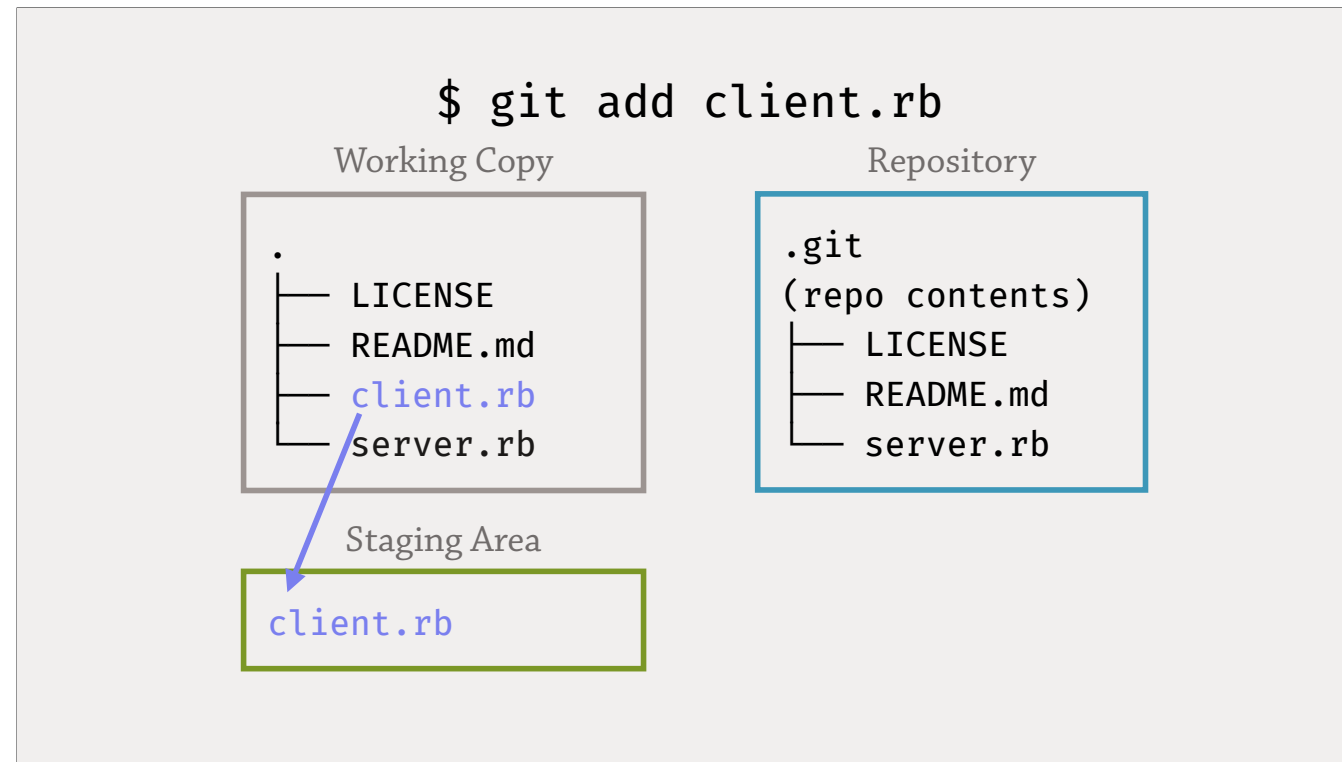 $ git add client.rb
Working Copy
.
├── LICENSE
├── README.md
├── client.rb
└── server.rb
Repository
.git
(repo contents)
├── LICENSE
├── README.md
└── server.rb
Staging Area
client.rb